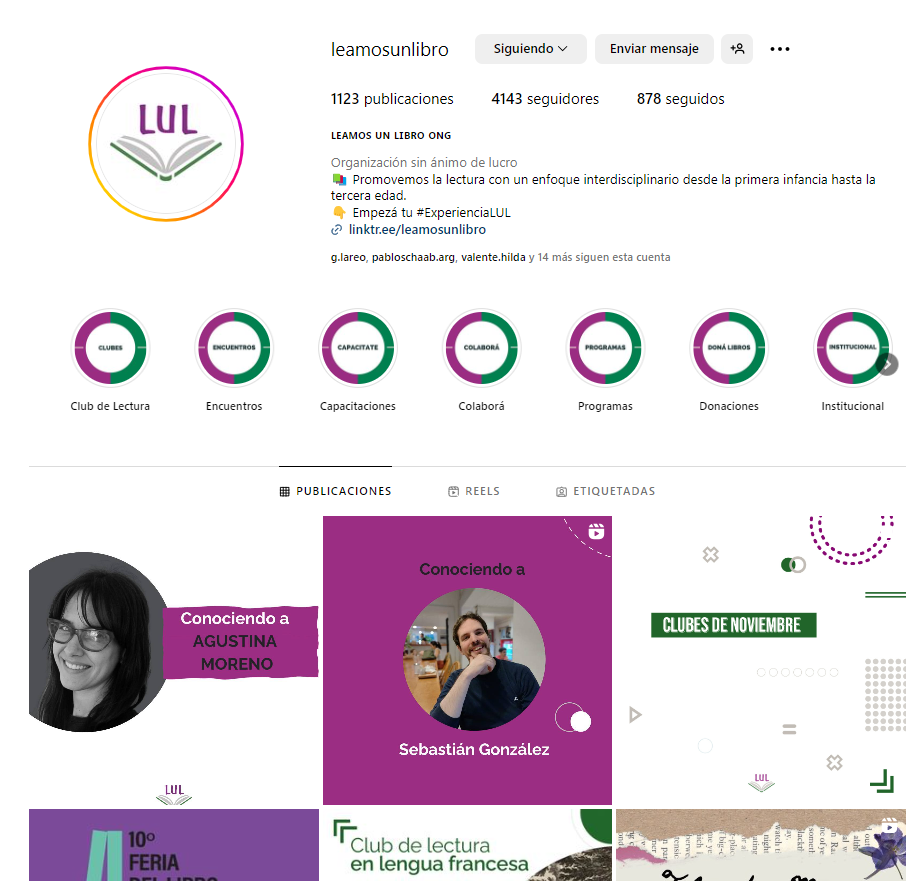 leamosunlibro
Siguiendo
Enviar mensaje
1123 publicaciones
4143 seguidores
878 seguidos
LEAMOS UN LIBRO ONG
Organización sin ánimo de lucro
Promovemos la lectura con un enfoque interdisciplinario desde la primera infancia hasta la
tercera edad.
Empezá tu #ExperienciaLUL
linktr.ee/leamosunlibro
g.lareo, pabloschaab.arg, valente.hilda y 14 más siguen esta cuenta
LUL
CLUBES
ENCUENTROS
CAPACITATE
COLABORÁ
PROGRAMAS
DONÁ LIBROS
INSTITUCIONAL
Club de Lectura
Encuentros
Capacitaciones
Colaborá
Programas
Donaciones
Institucional
PUBLICACIONES
REELS
ETIQUETADAS
Conociendo a
AGUSTINA
MORENO
LUL
Conociendo a
Sebastián González
CLUBES DE NOVIEMBRE
LUL
10º
FERIA
DEL LIBRO
Club de lectura
en lengua francesa